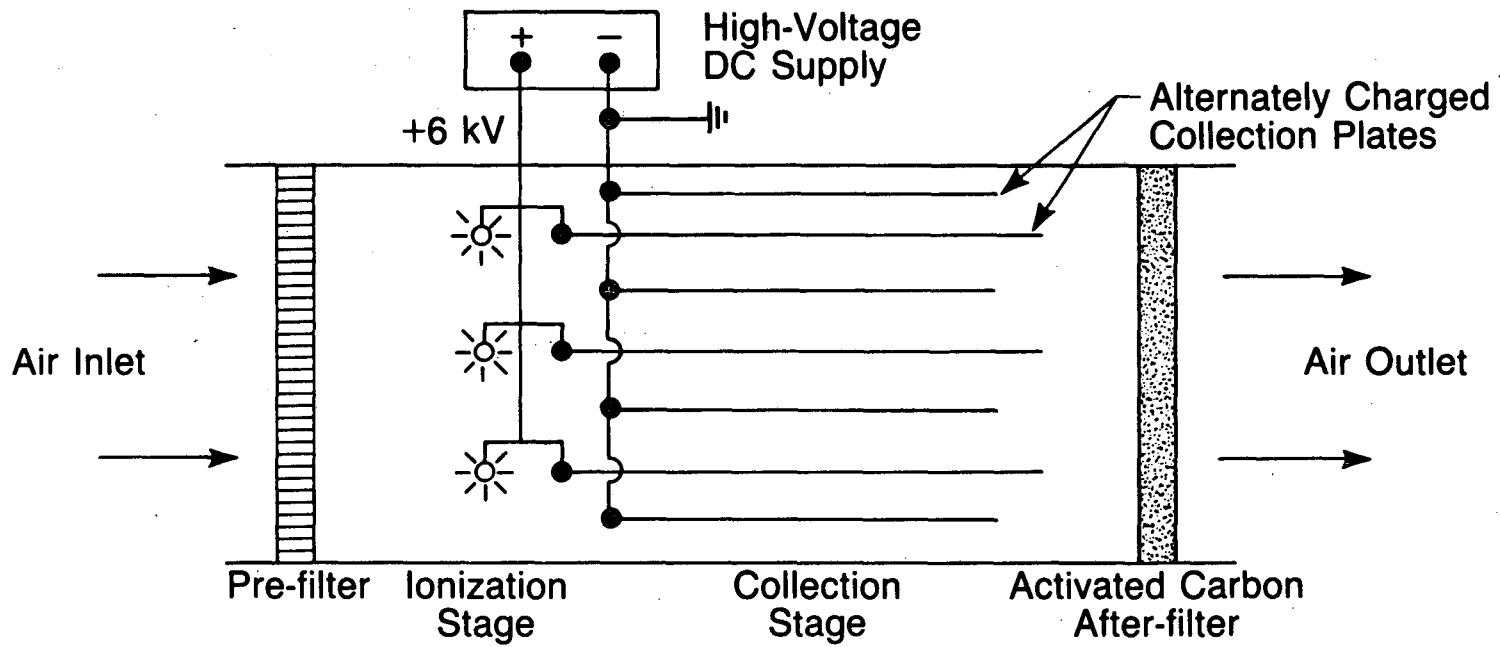 + −
High-Voltage
DC Supply
+6 kV
Alternately Charged
Collection Plates
Air Inlet
Air Outlet
Pre-filter
Ionization
Stage
Collection
Stage
Activated Carbon
After-filter